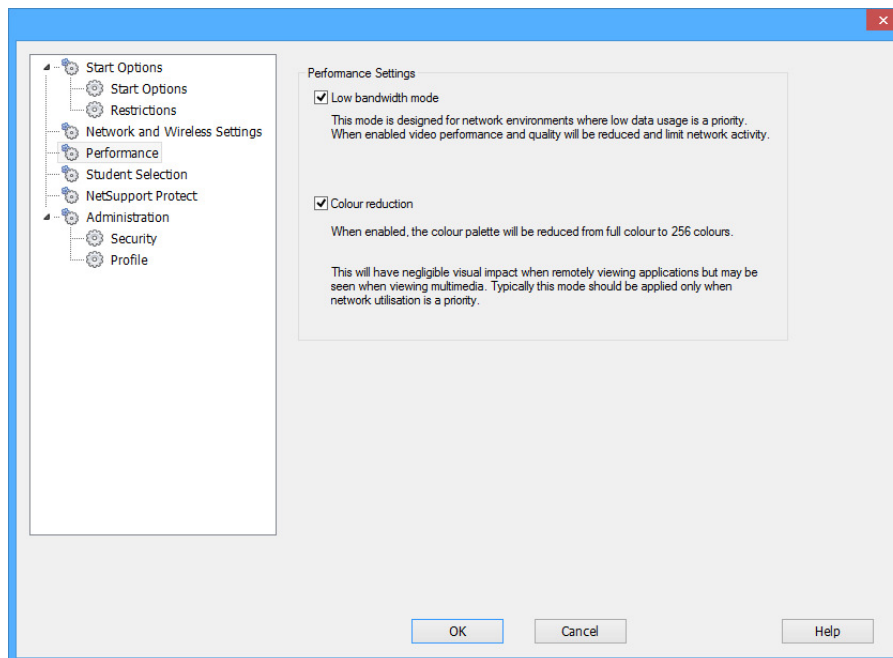 Start Options
Start Options
Restrictions
Network and Wireless Settings
Performance
Student Selection
NetSupport Protect
Administration
Security
Profile
Performance Settings
Low bandwidth mode
This mode is designed for network environments where low data usage is a priority.
When enabled video performance and quality will be reduced and limit network activity.
Colour reduction
When enabled, the colour palette will be reduced from full colour to 256 colours.
This will have negligible visual impact when remotely viewing applications but may be
seen when viewing multimedia. Typically this mode should be applied only when
network utilisation is a priority.
OK
Cancel
Help